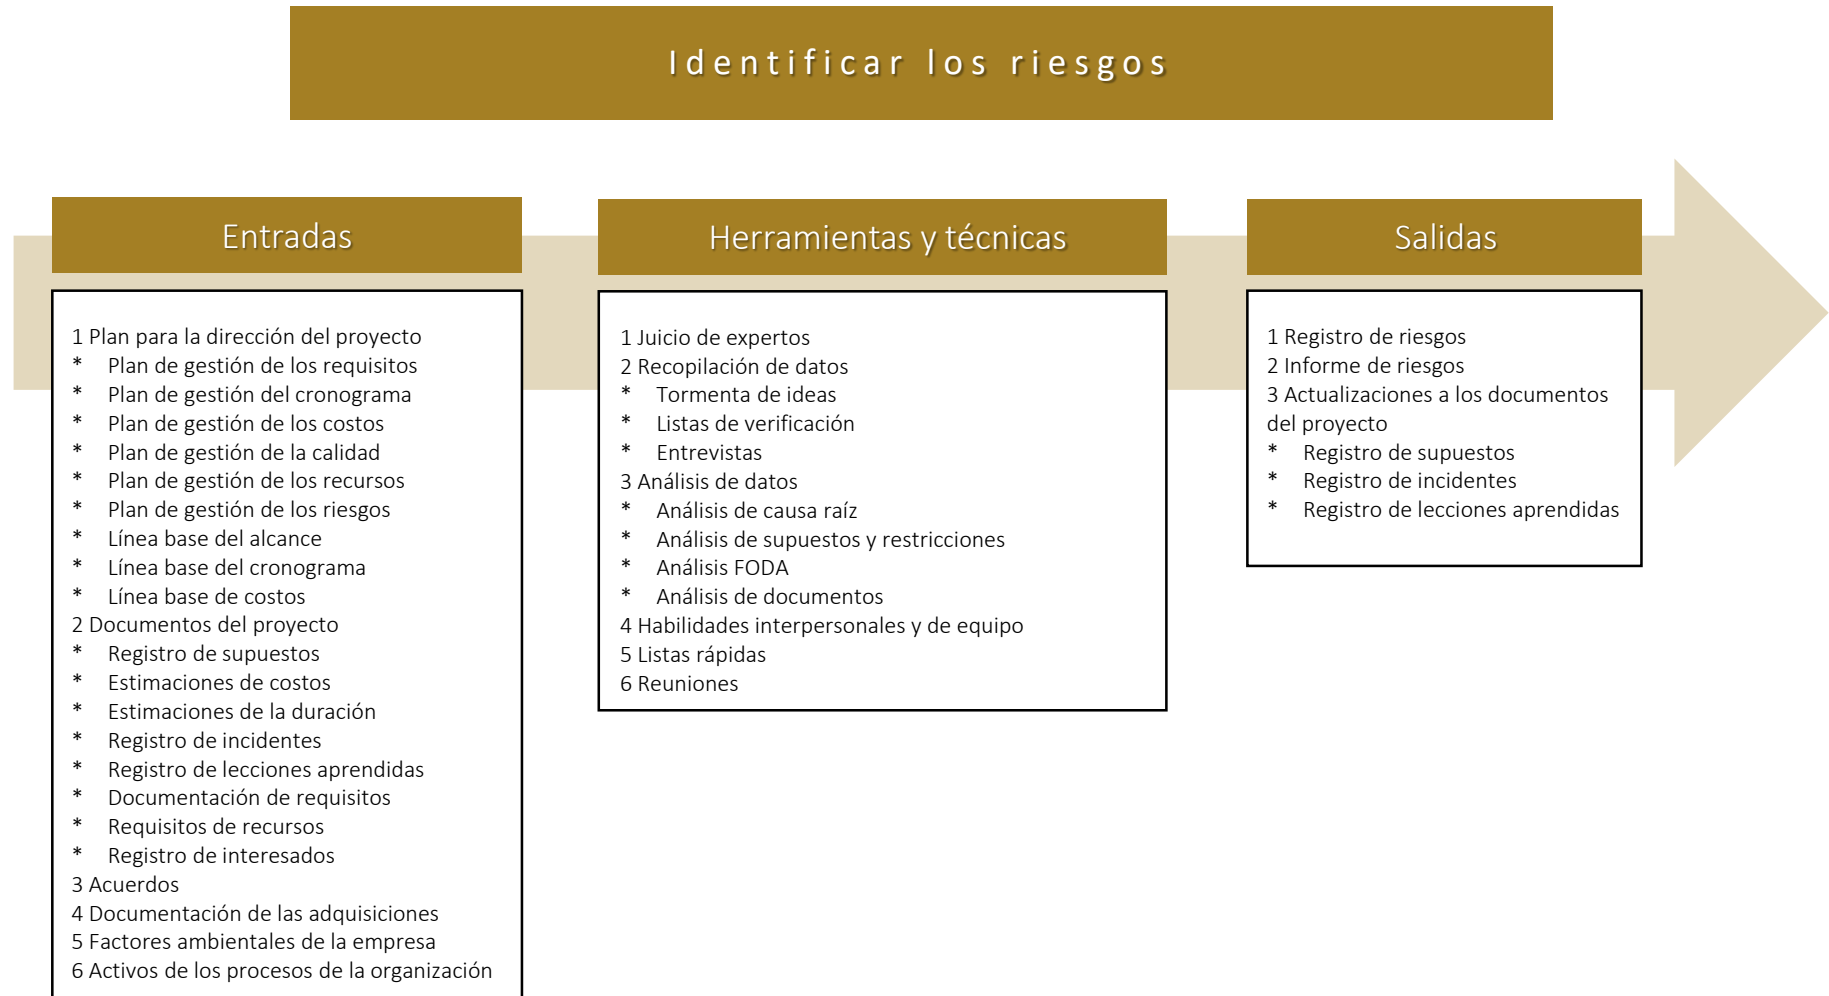 Identificar los riesgos
Entradas
1 Plan para la dirección del proyecto
* Plan de gestión de los requisitos
* Plan de gestión del cronograma
* Plan de gestión de los costos
* Plan de gestión de la calidad
* Plan de gestión de los recursos
* Plan de gestión de los riesgos
* Línea base del alcance
* Línea base del cronograma
* Línea base de costos
2 Documentos del proyecto
* Registro de supuestos
* Estimaciones de costos
* Estimaciones de la duración
* Registro de incidentes
* Registro de lecciones aprendidas
* Documentación de requisitos
* Requisitos de recursos
* Registro de interesados
3 Acuerdos
4 Documentación de las adquisiciones
5 Factores ambientales de la empresa
6 Activos de los procesos de la organización
Herramientas y técnicas
1 Juicio de expertos
2 Recopilación de datos
* Tormenta de ideas
* Listas de verificación
* Entrevistas
3 Análisis de datos
* Análisis de causa raíz
* Análisis de supuestos y restricciones
* Análisis FODA
* Análisis de documentos
4 Habilidades interpersonales y de equipo
5 Listas rápidas
6 Reuniones
Salidas
1 Registro de riesgos
2 Informe de riesgos
3 Actualizaciones a los documentos
del proyecto
* Registro de supuestos
* Registro de incidentes
* Registro de lecciones aprendidas